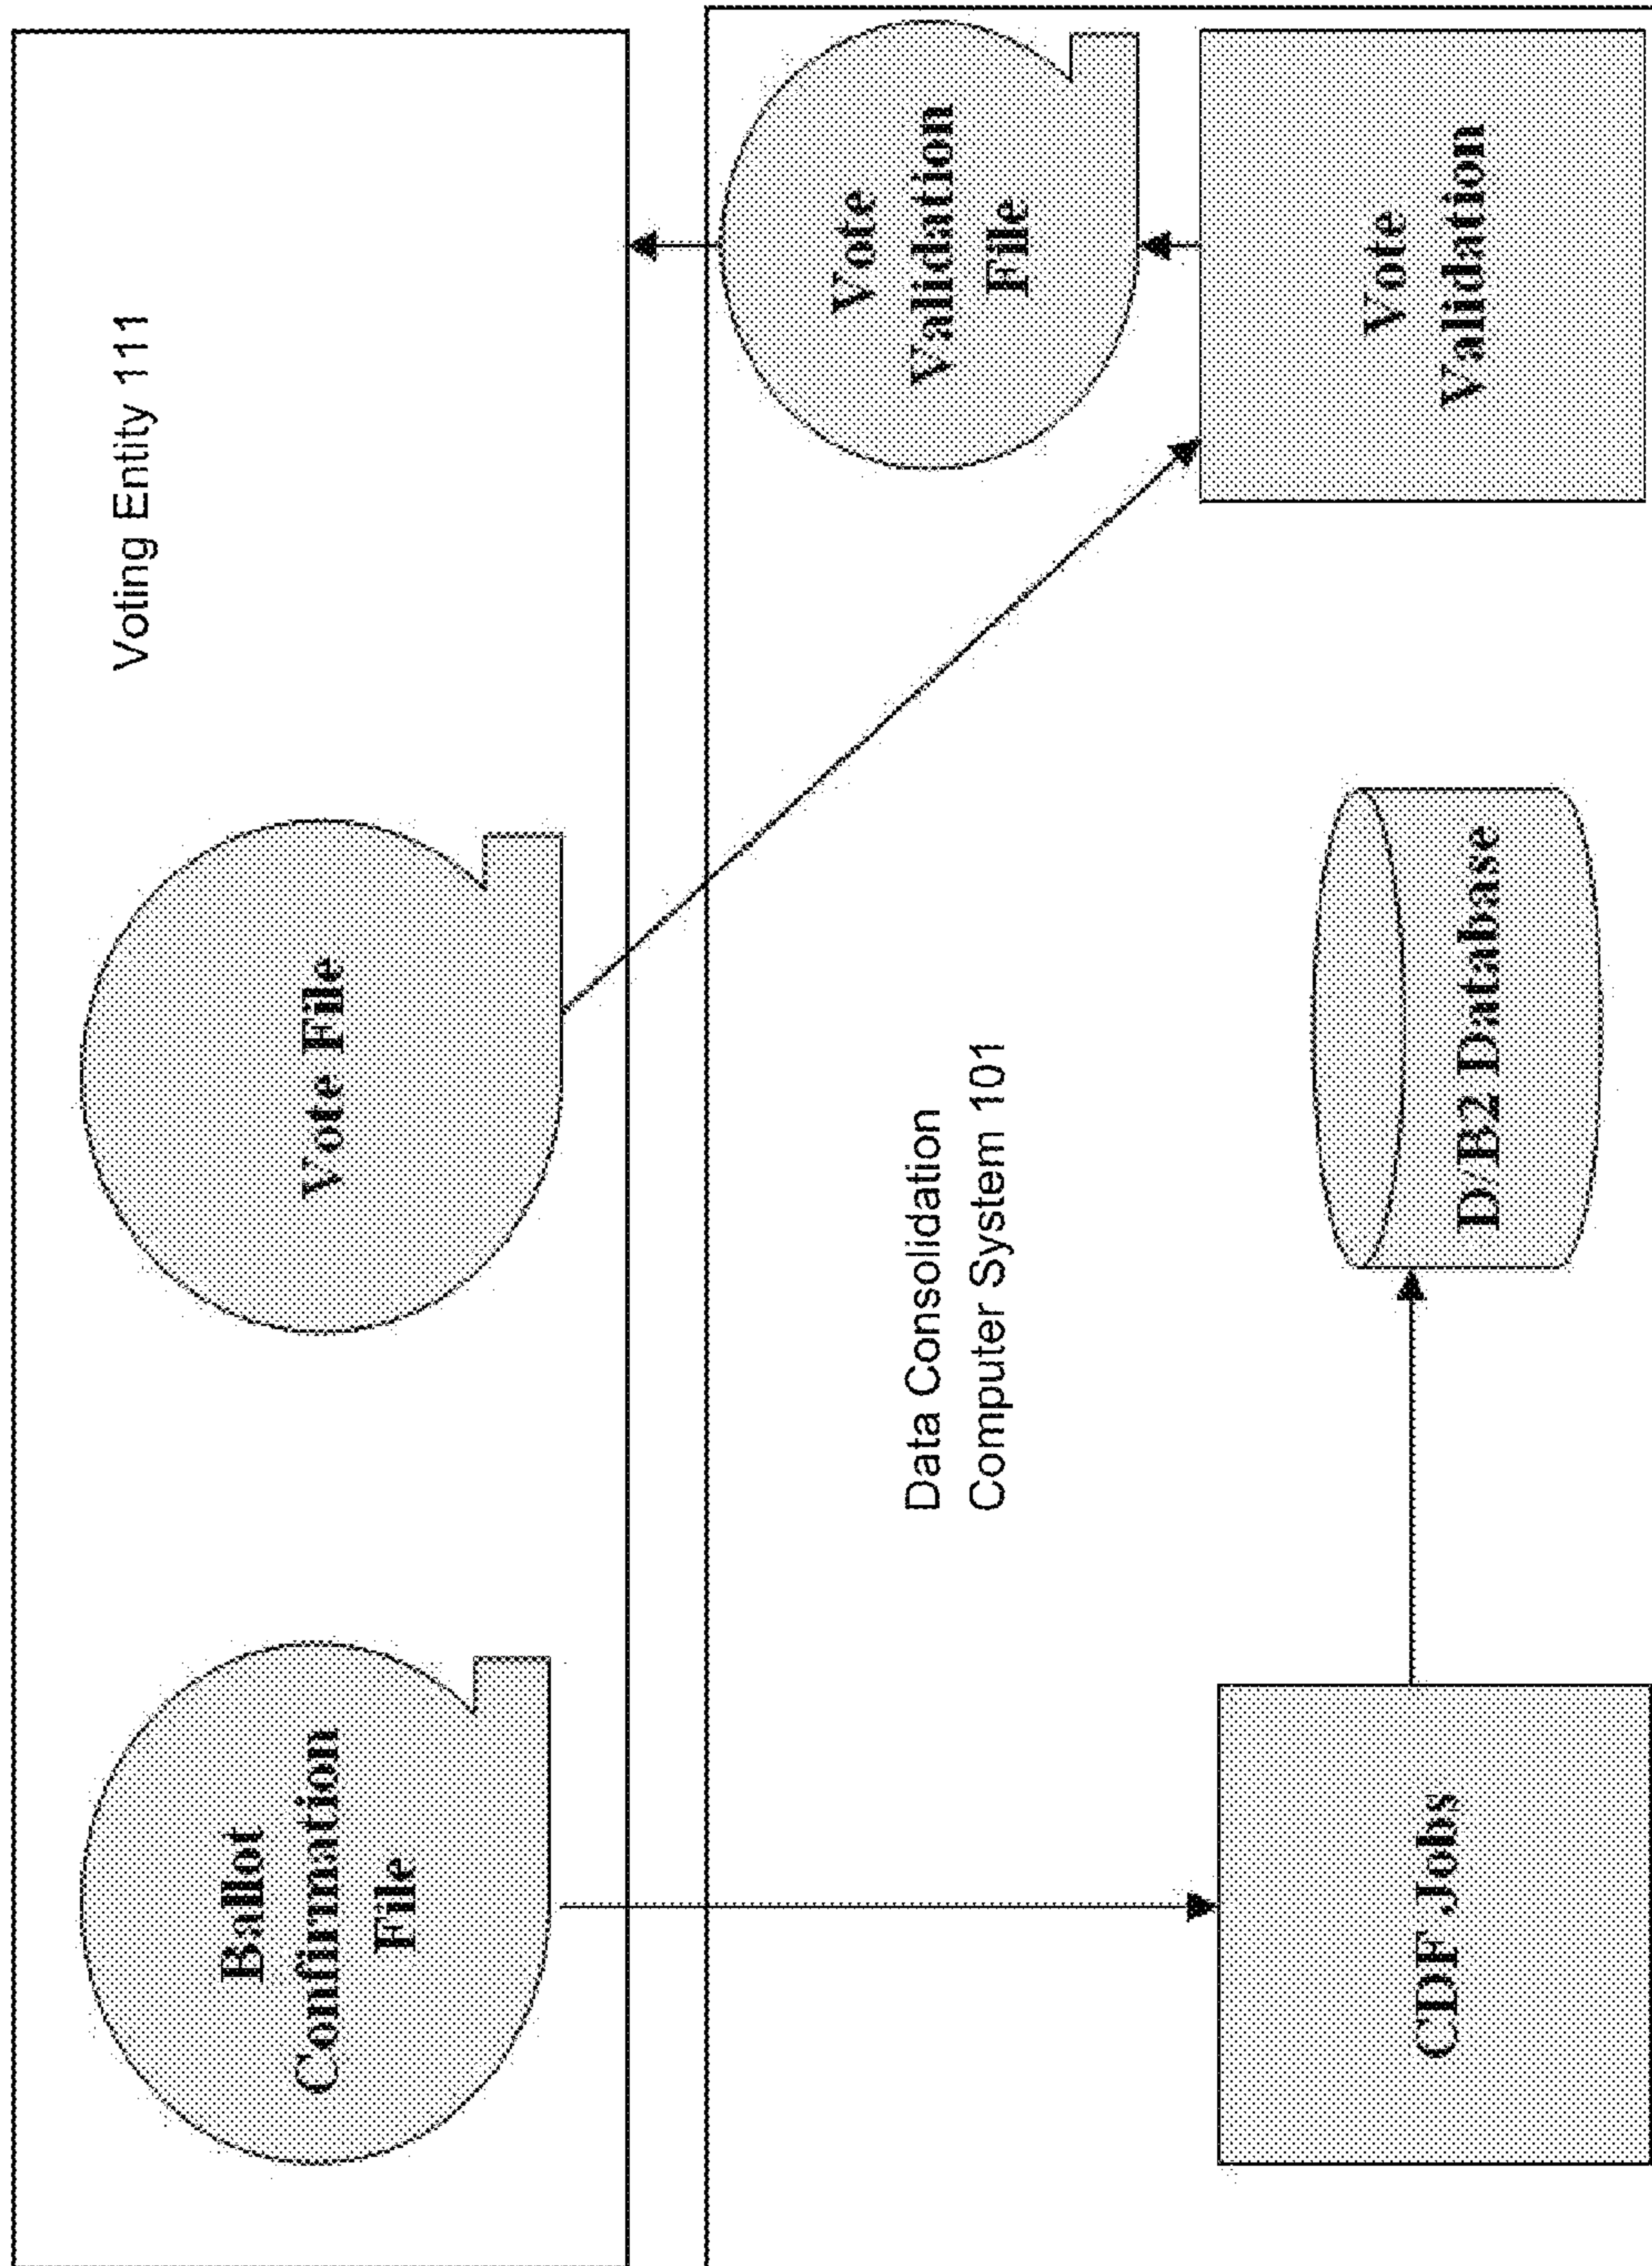 Voting Entity 111
Ballot
Confirmation
File
Vote File
Vote
Validation
File
Data Consolidation
Computer System 101
CDF Jobs
D/B2 Database
Vote
Validation